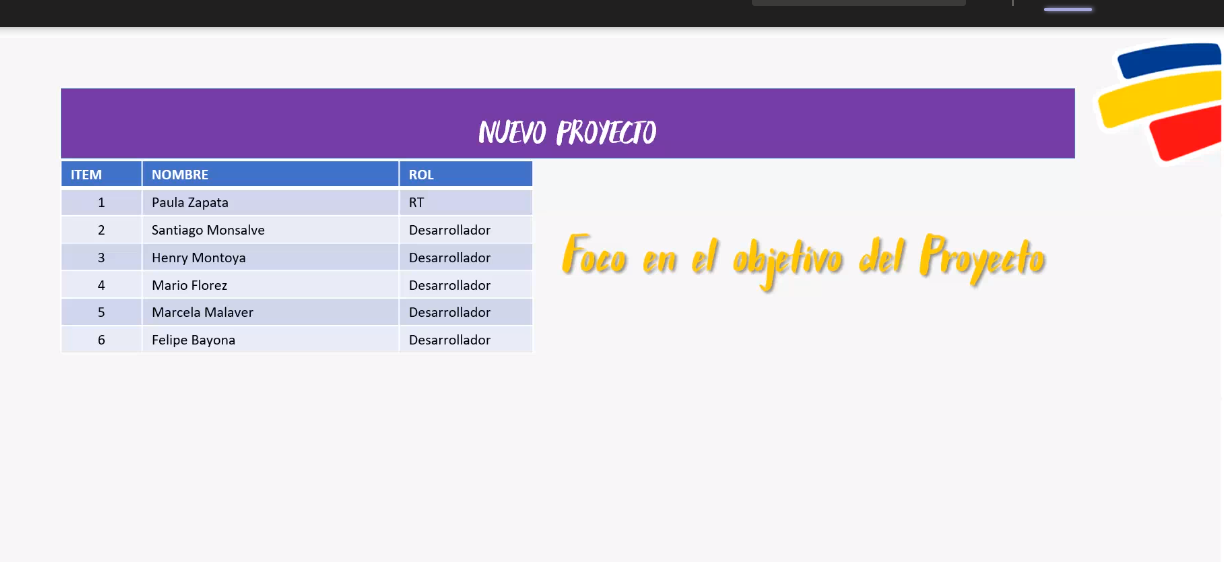 NUEVO PROYECTO
ITEM NOMBRE ROL
1 Paula Zapata RT
2 Santiago Monsalve Desarrollador
3 Henry Montoya Desarrollador
4 Mario Florez Desarrollador
5 Marcela Malaver Desarrollador
6 Felipe Bayona Desarrollador
Foco en el objetivo del Proyecto